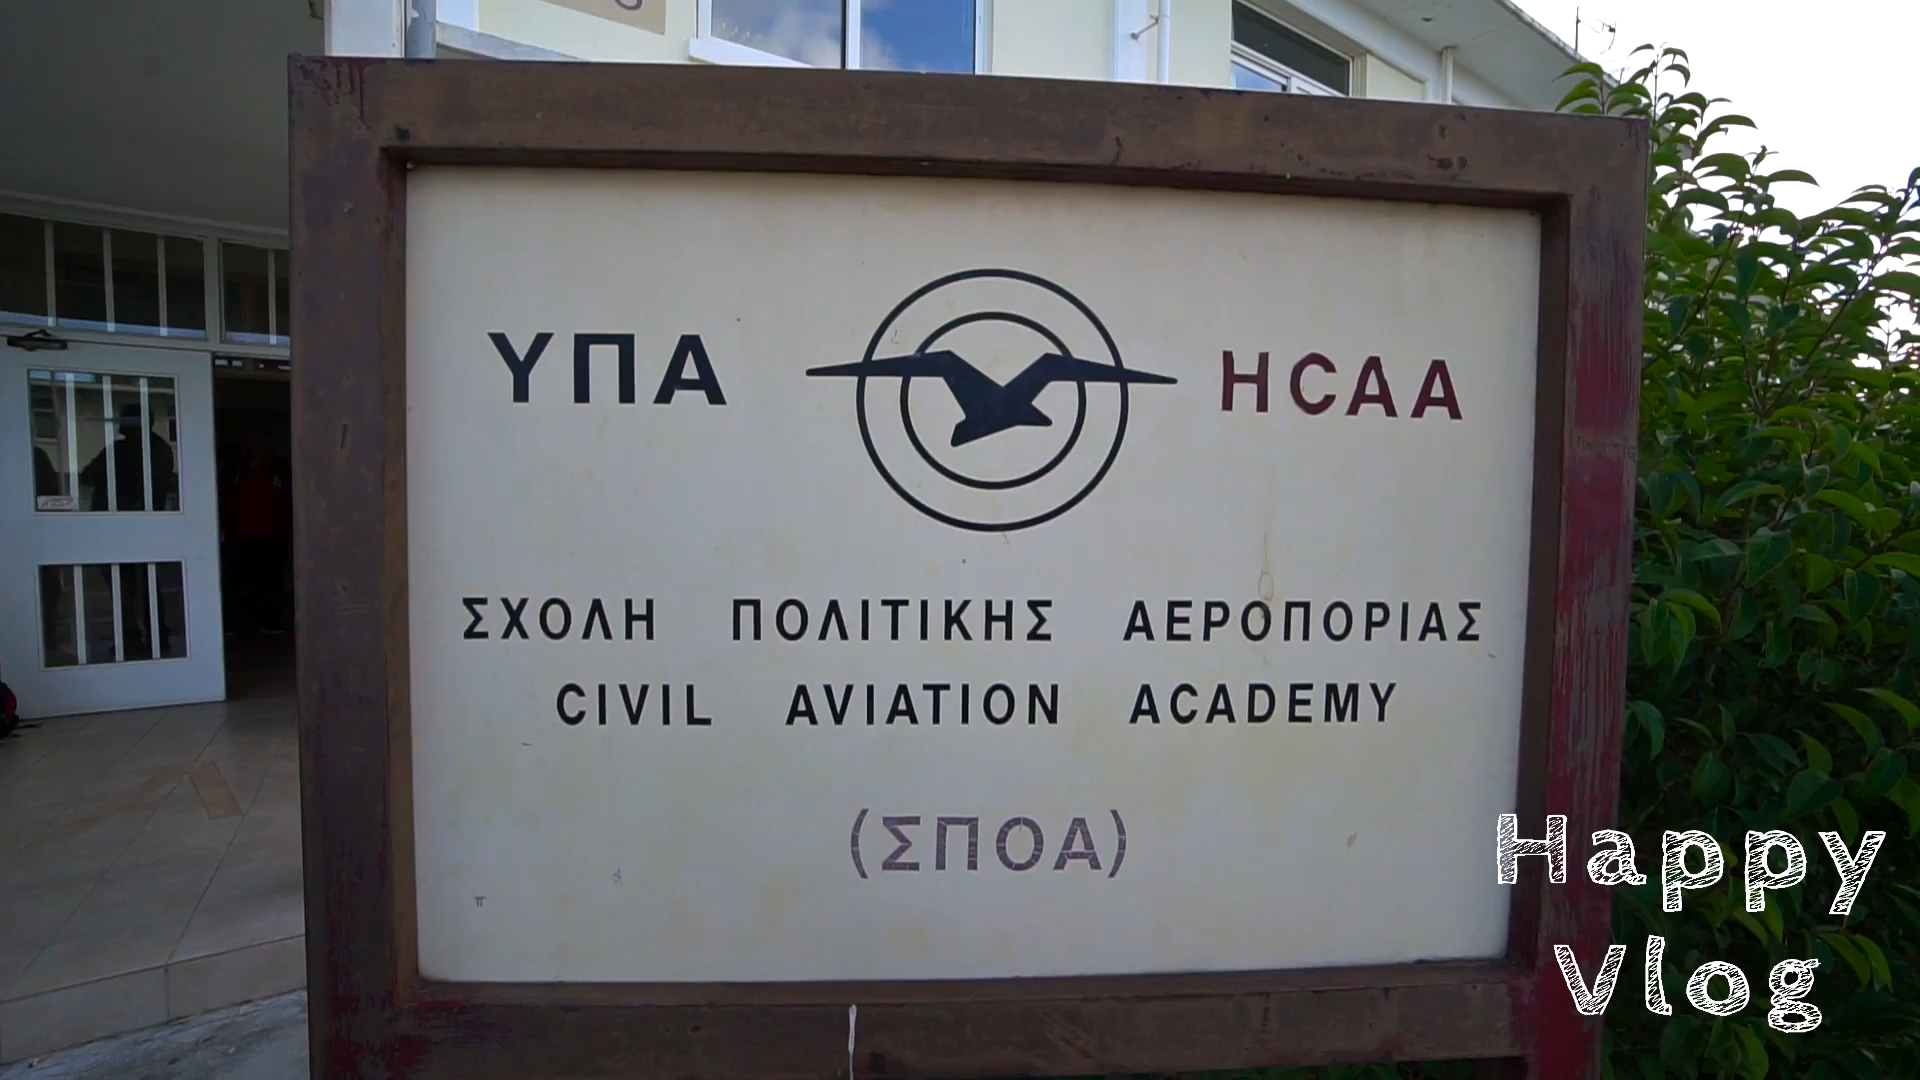 ΥΠΑ HCAA
ΣΧΟΛΗ ΠΟΛΙΤΙΚΗΣ ΑΕΡΟΠΟΡΙΑΣ
CIVIL AVIATION ACADEMY
(ΣΠΟΑ)
Happy
Vlog